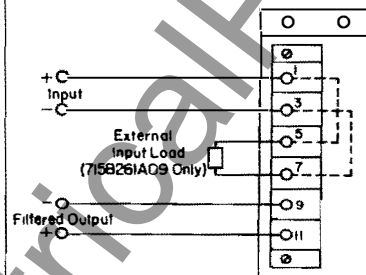 +
1
Input
-
3
External
Input Load
(715B261A09 Only)
5
7
-
9
Filtered Output
+
11